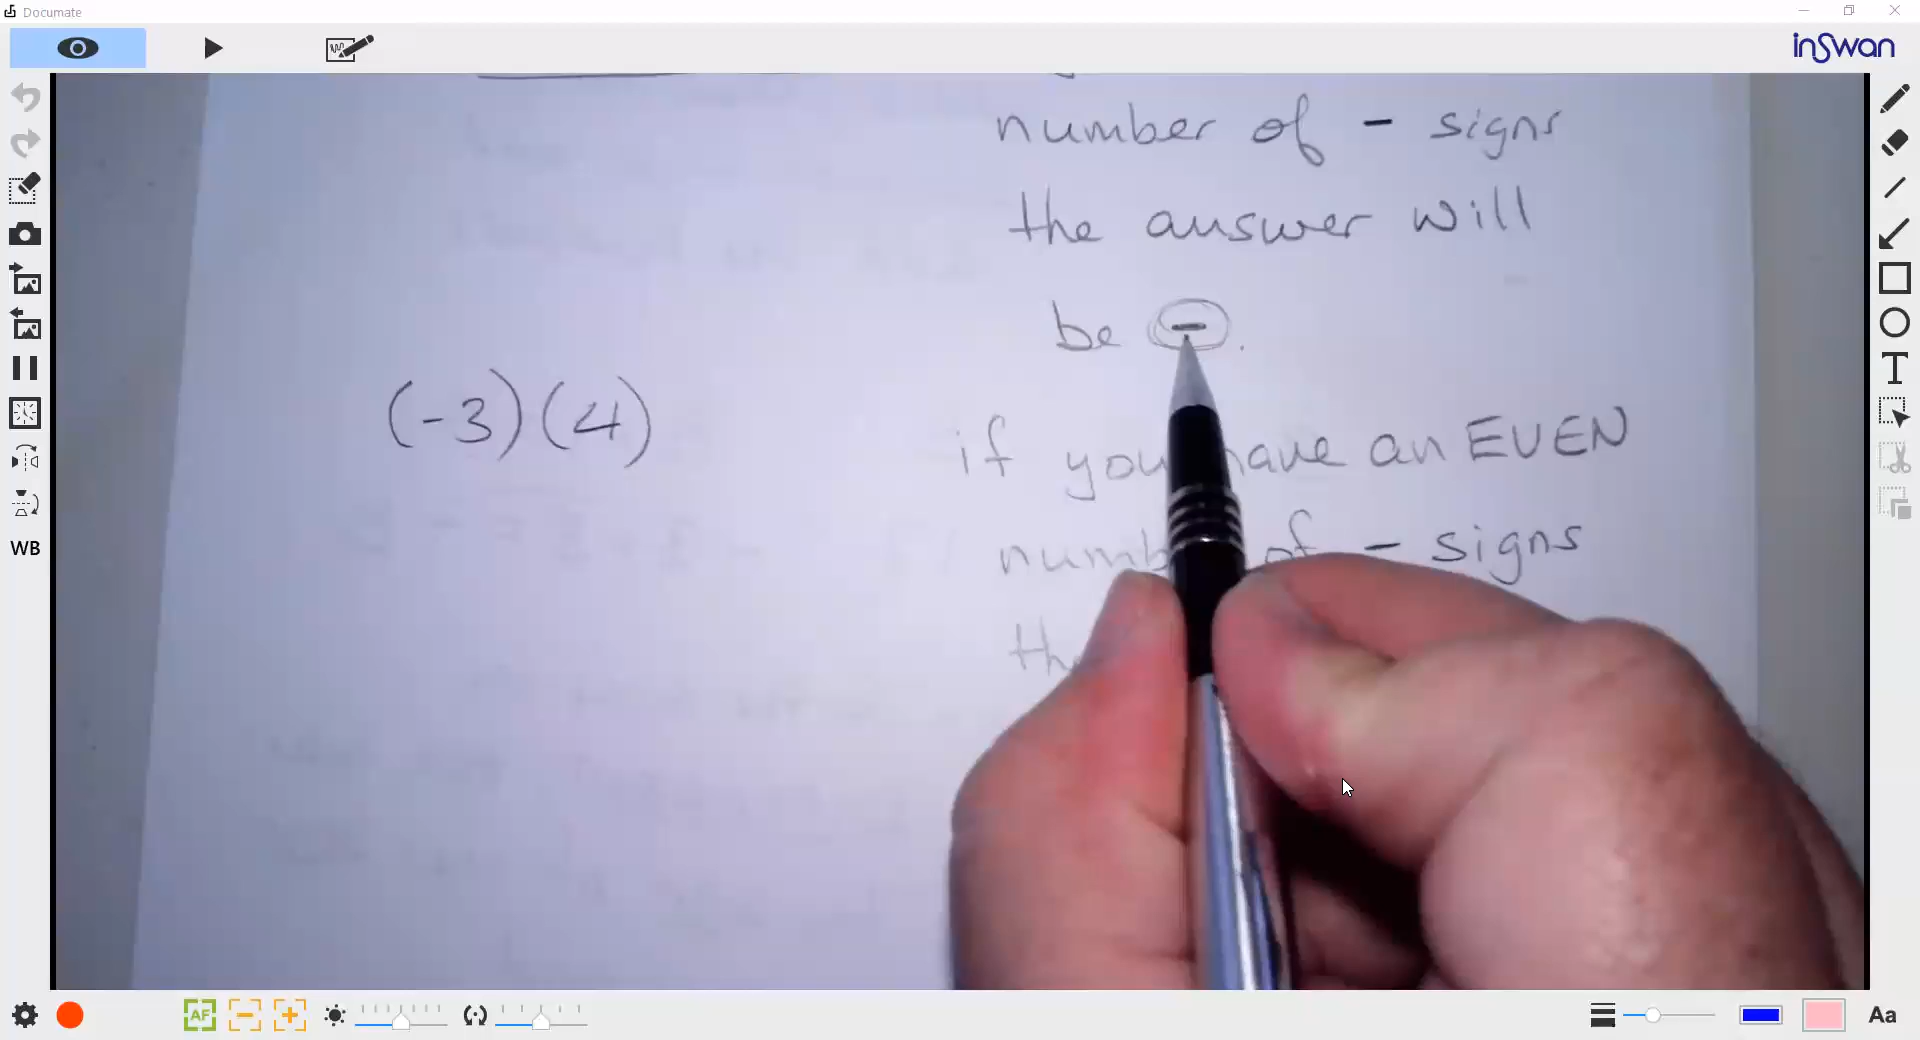 Documate
inSwan
number of - signs
the answer will
be -.
(-3)(4)
if you have an EVEN
of - signs
WB
AF
T
Aa